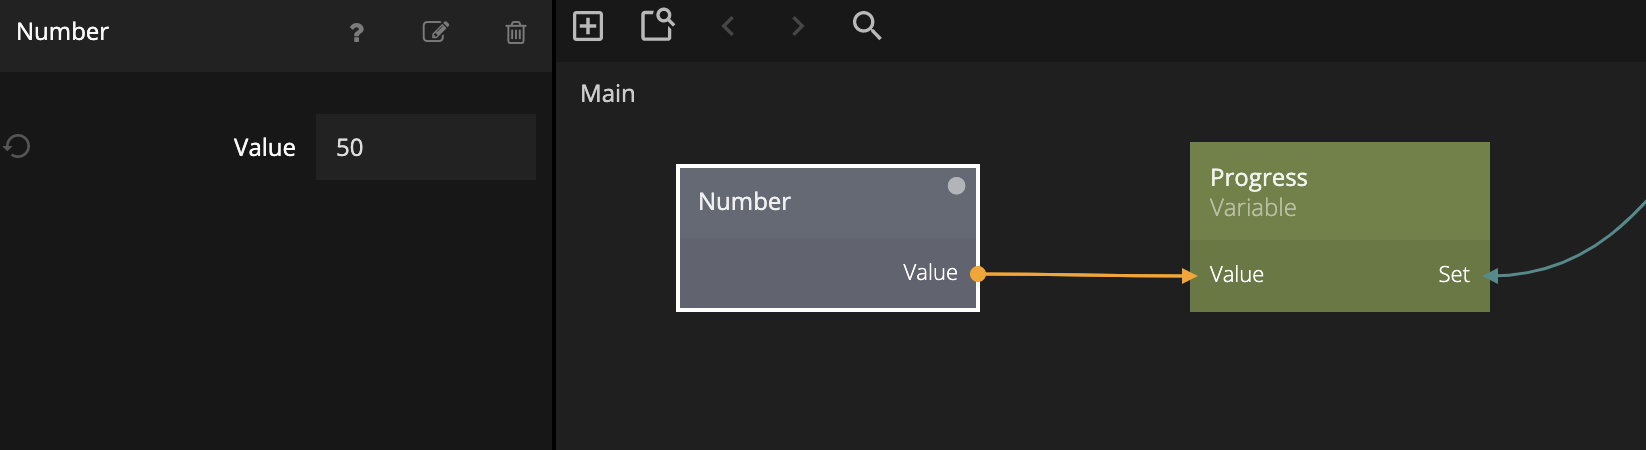 Number
?
Value 50
Main
Number
Value
Progress
Variable
Value Set